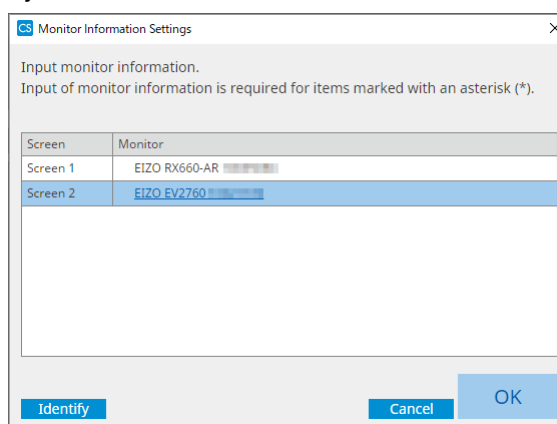 CS Monitor Information Settings
Input monitor information.
Input of monitor information is required for items marked with an asterisk (*).
Screen Monitor
Screen 1 EIZO RX660-AR
Screen 2 EIZO EV2760
Identify Cancel OK